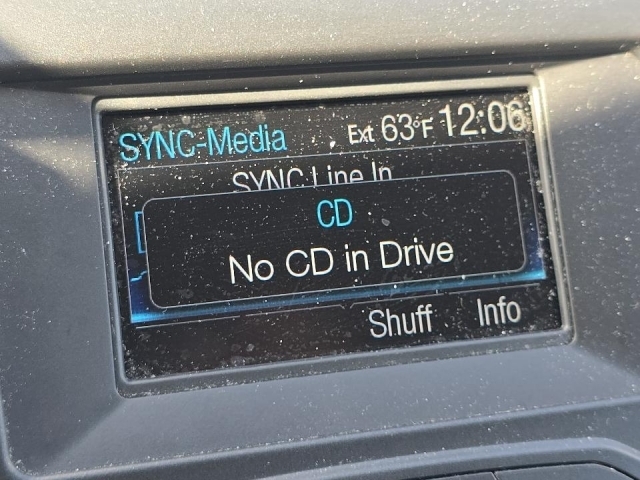 SYNC-Media Ext 63°F 12:06
SYNC Line In
CD
No CD in Drive
Shuff Info